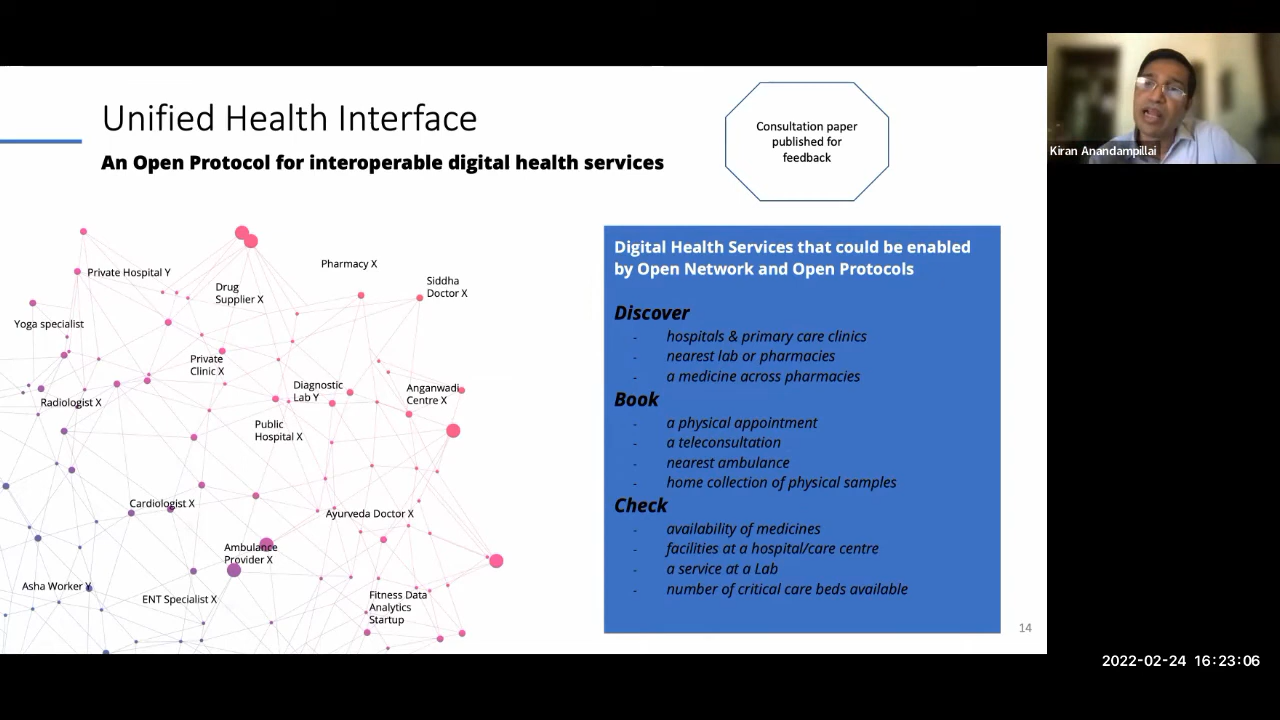 Unified Health Interface
An Open Protocol for interoperable digital health services
Consultation paper
published for
feedback
Kiran Anandampillai
Private Hospital Y
Drug
Supplier X
Pharmacy X
Siddha
Doctor X
Yoga specialist
Private
Clinic X
Radiologist X
Diagnostic
Lab Y
Anganwadi
Centre X
Public
Hospital X
Cardiologist X
Ayurveda Doctor X
Ambulance
Provider X
Asha Worker Y
ENT Specialist X
Fitness Data
Analytics
Startup
Digital Health Services that could be enabled
by Open Network and Open Protocols
Discover
- hospitals & primary care clinics
- nearest lab or pharmacies
- a medicine across pharmacies
Book
- a physical appointment
- a teleconsultation
- nearest ambulance
- home collection of physical samples
Check
- availability of medicines
- facilities at a hospital/care centre
- a service at a Lab
- number of critical care beds available
14
2022-02-24 16:23:06